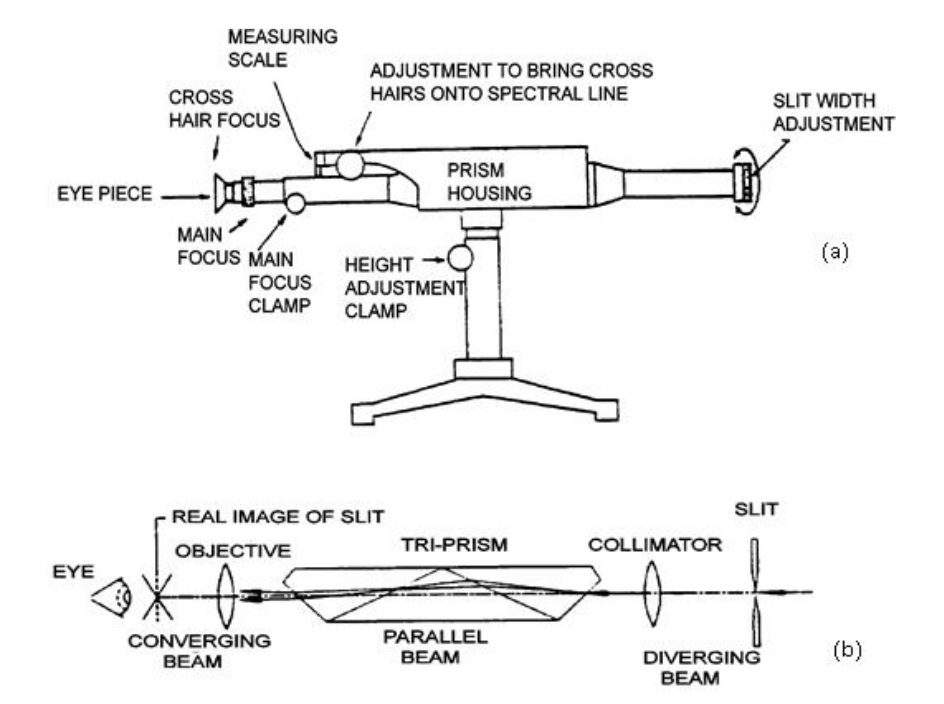 MEASURING
SCALE
ADJUSTMENT TO BRING CROSS
HAIRS ONTO SPECTRAL LINE
CROSS
HAIR FOCUS
SLIT WIDTH
ADJUSTMENT
PRISM
HOUSING
EYE PIECE
MAIN
FOCUS
MAIN
FOCUS
CLAMP
HEIGHT
ADJUSTMENT
CLAMP
(a)
REAL IMAGE OF SLIT
SLIT
OBJECTIVE
TRI-PRISM
COLLIMATOR
EYE
CONVERGING
BEAM
PARALLEL
BEAM
DIVERGING
BEAM
(b)